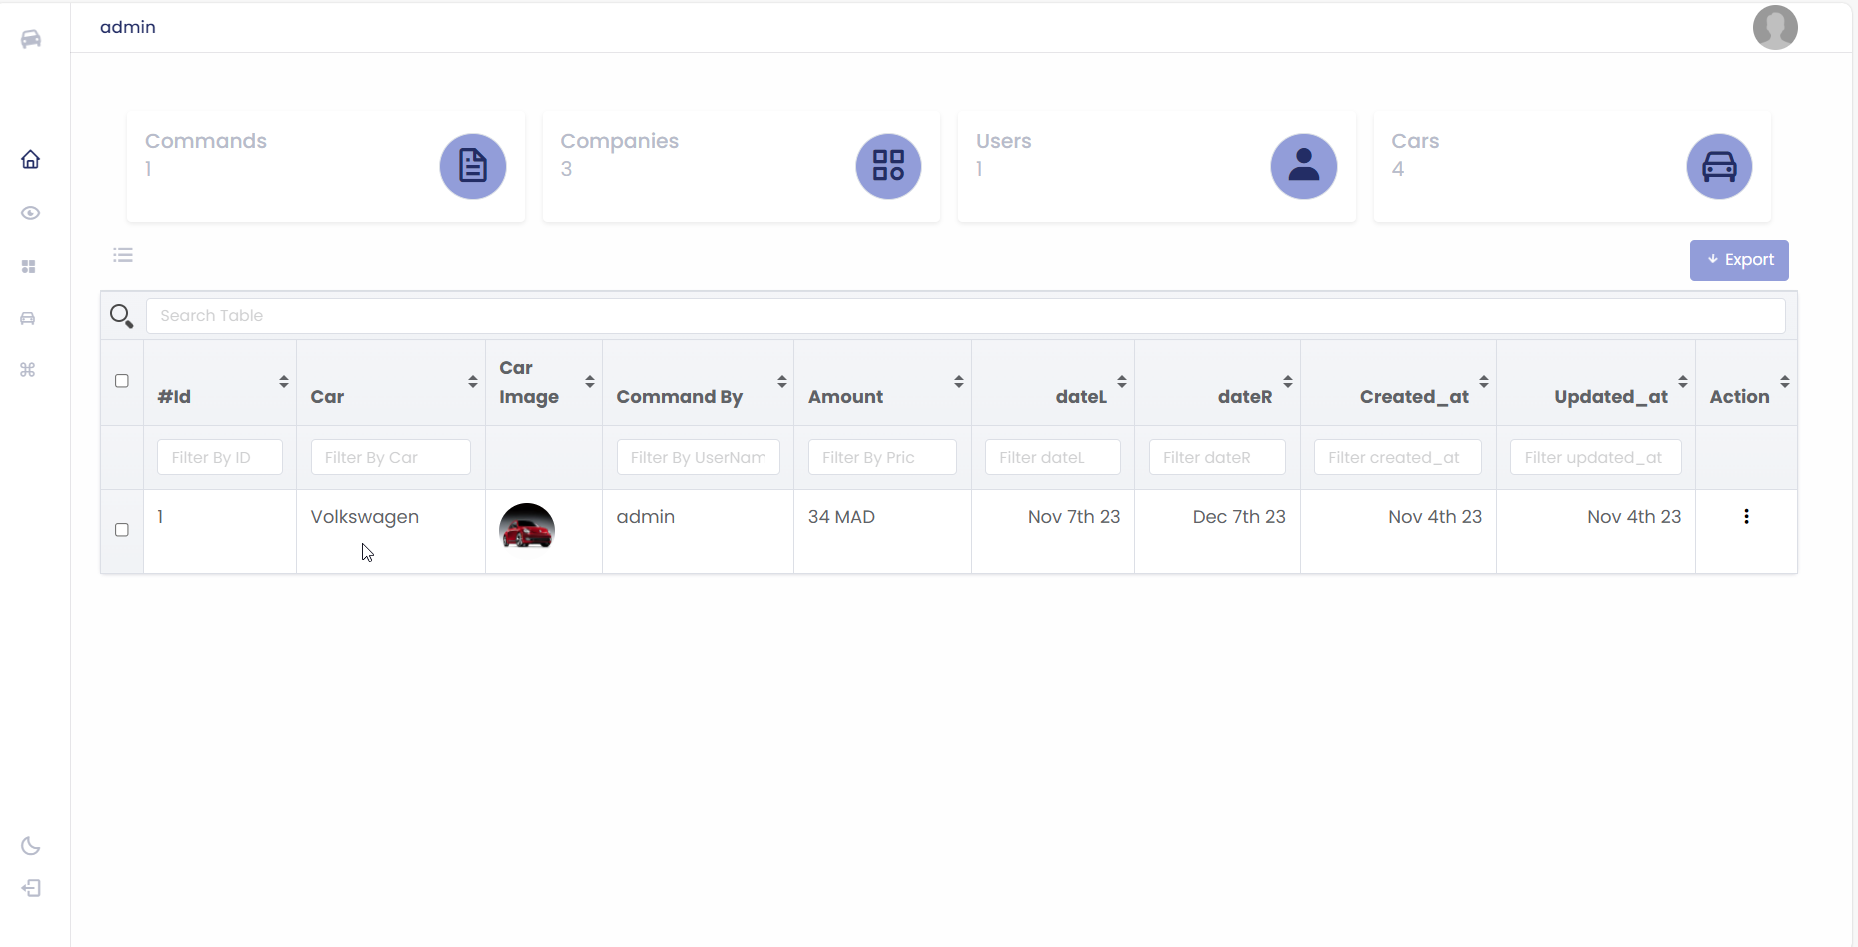 admin
Commands
1
Companies
3
Users
1
Cars
4
Export
Search Table
#Id
Car
Car
Image
Command By
Amount
dateL
dateR
Created_at
Updated_at
Action
Filter By ID
Filter By Car
Filter By UserNam
Filter By Pric
Filter dateL
Filter dateR
Filter created_at
Filter updated_at
1
Volkswagen
admin
34 MAD
Nov 7th 23
Dec 7th 23
Nov 4th 23
Nov 4th 23